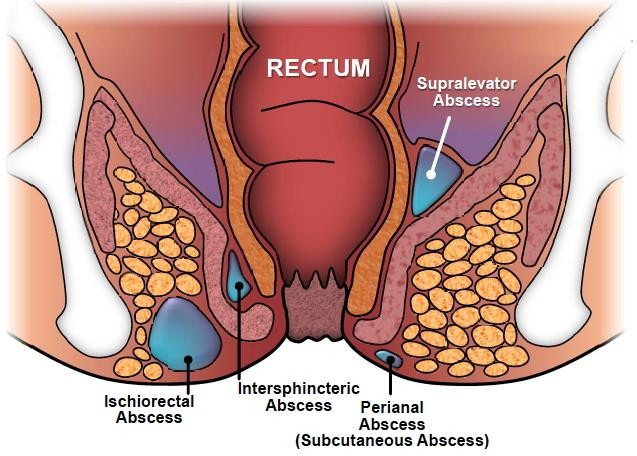 RECTUM
Supralevator
Abscess
Ischiorectal
Abscess
Intersphincteric
Abscess
Perianal
Abscess
(Subcutaneous Abscess)